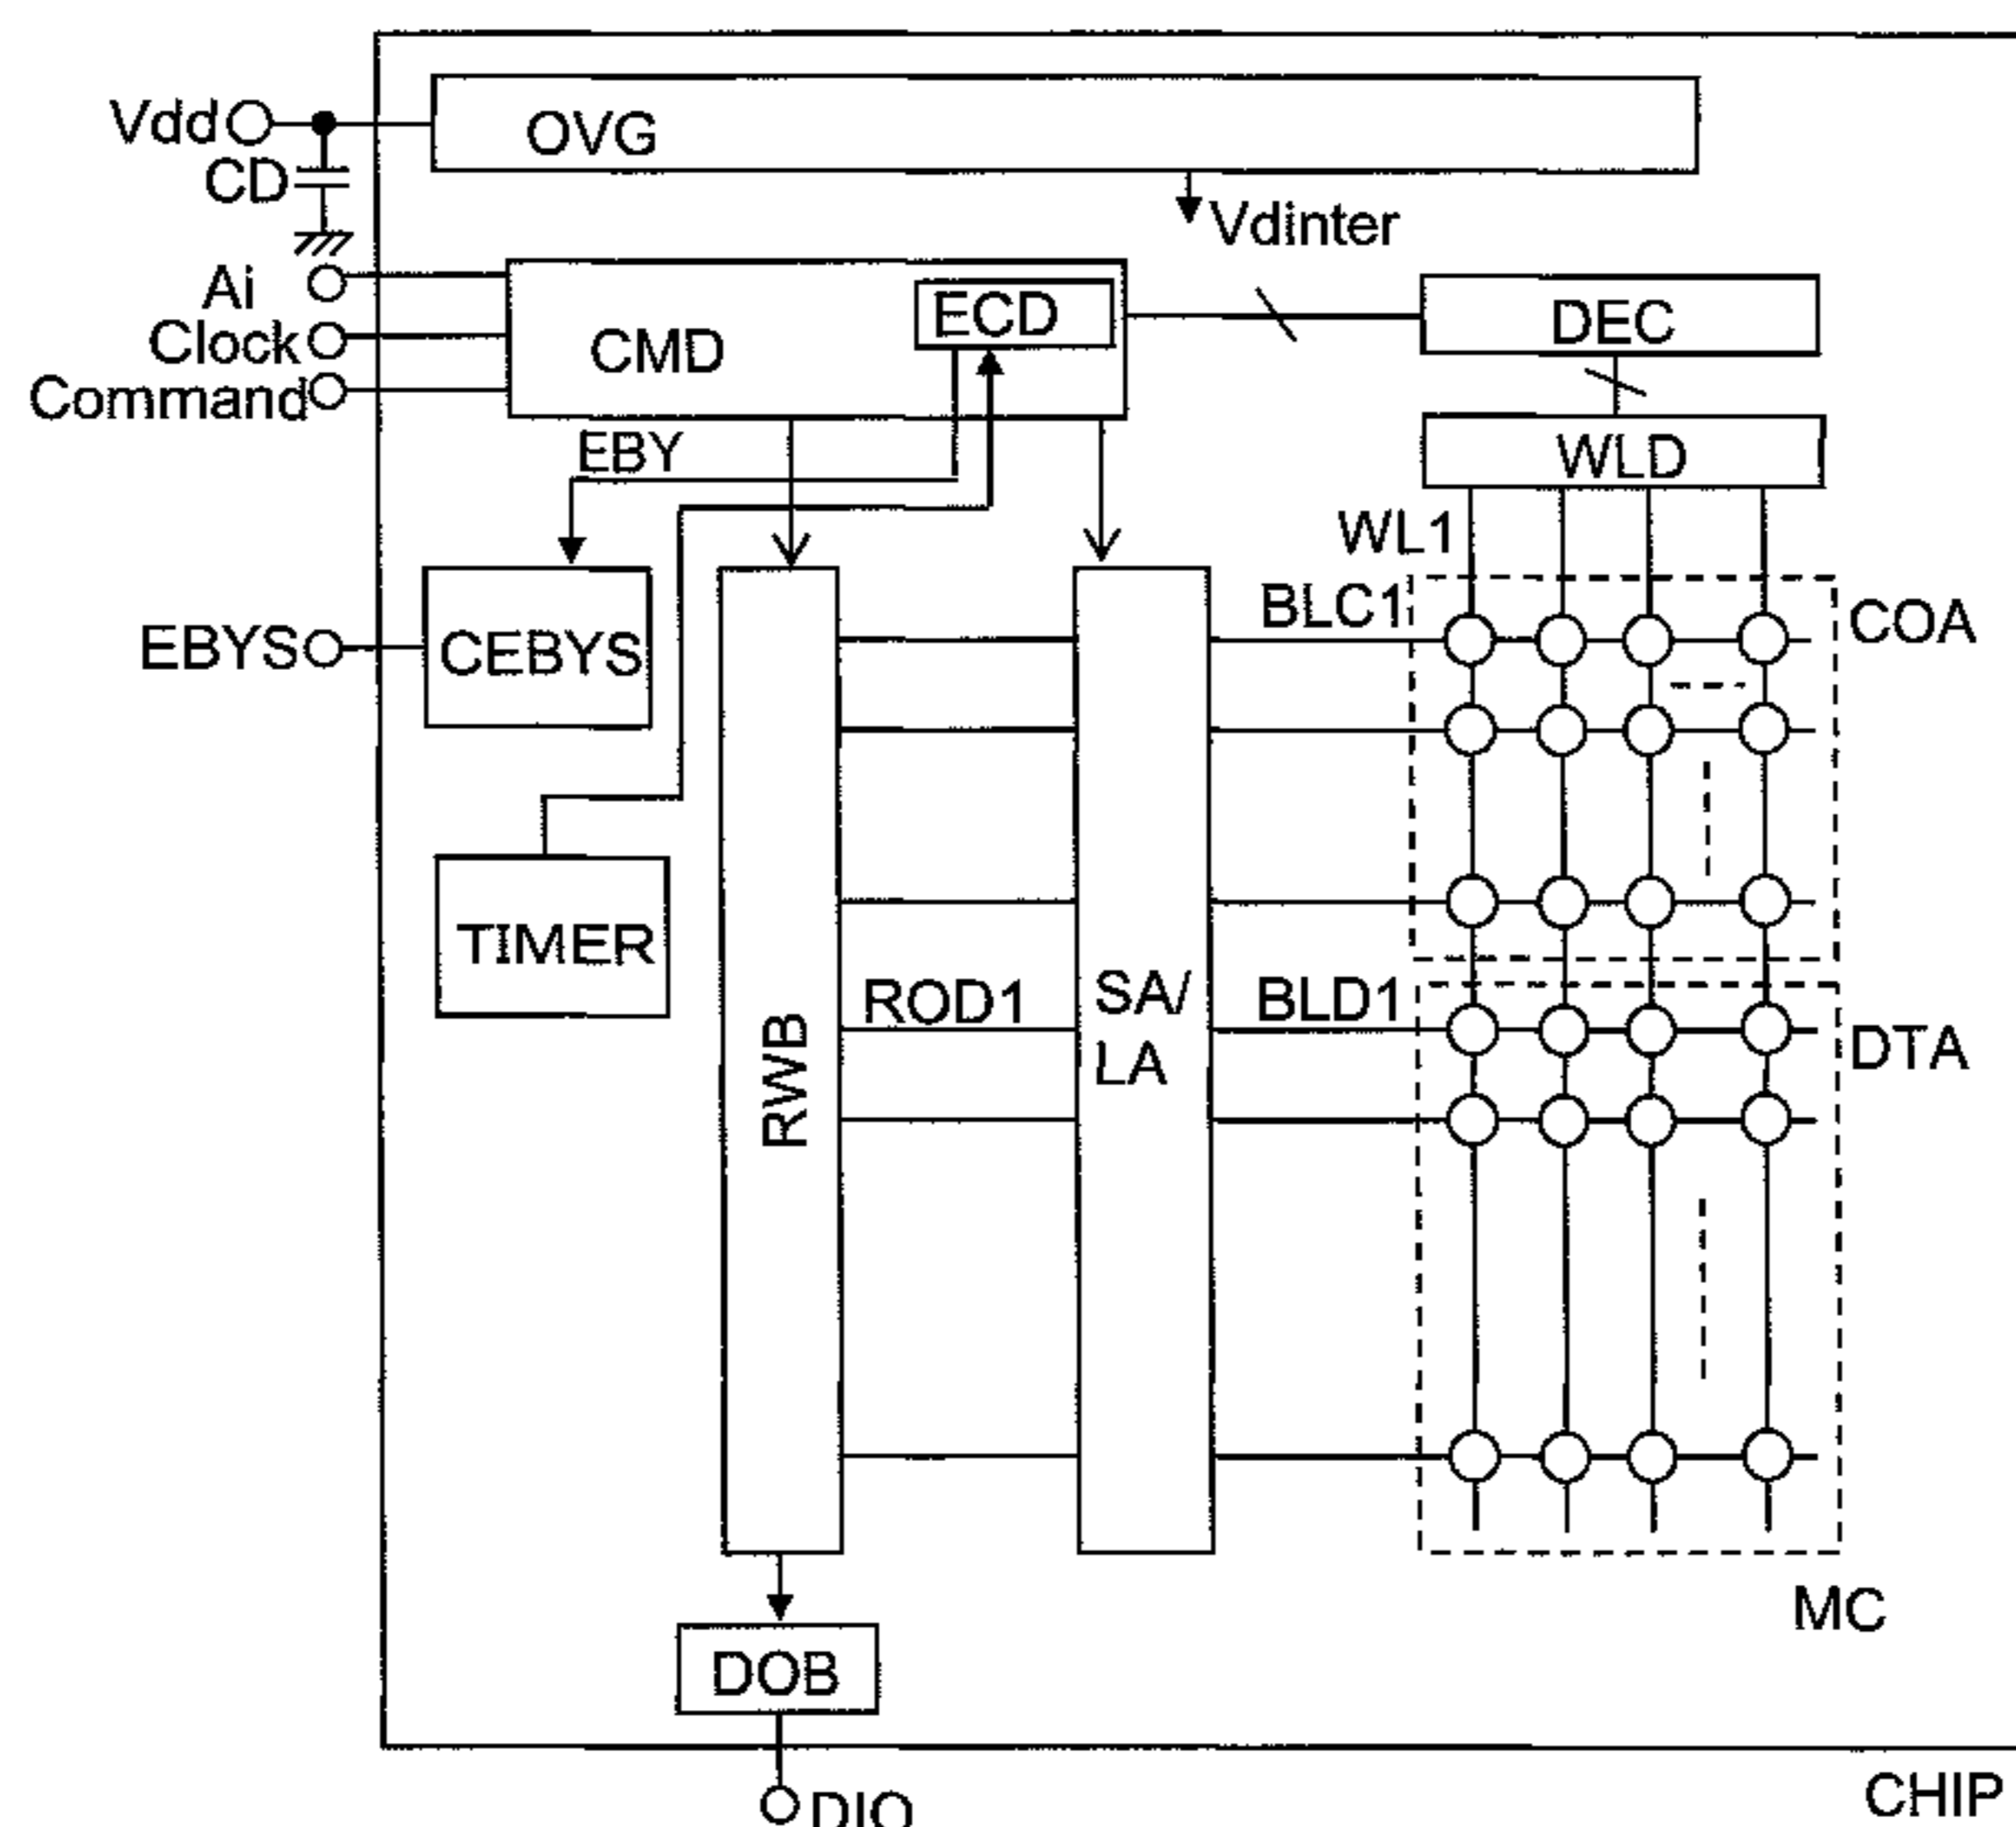 OVG
Vdd
CD
Vdinter
Ai
Clock
Command
CMD
ECD
DEC
WLD
EBY
WL1
BLC1
COA
EBYS
CEBYS
TIMER
RWB
ROD1
SA/
LA
BLD1
DTA
MC
DOB
DIO
CHIP